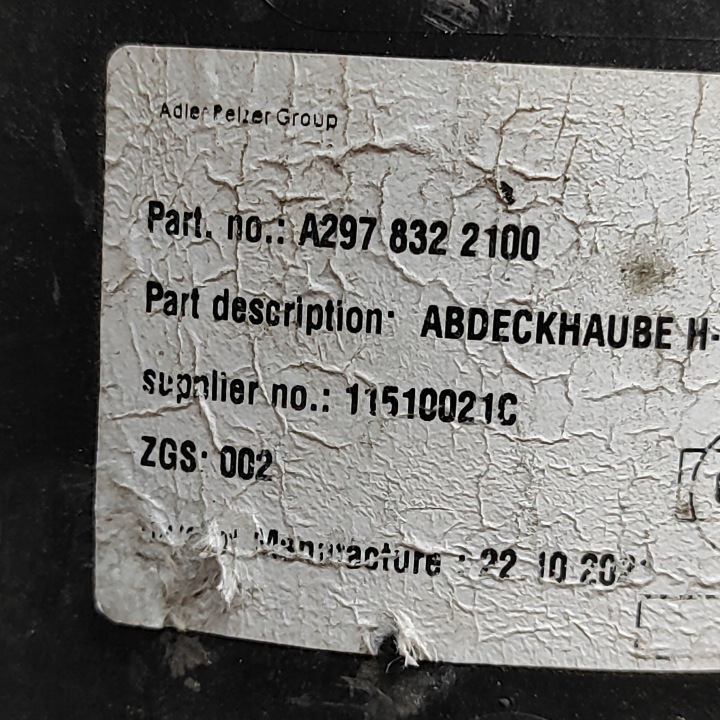 Adler Pelzer Group
Part. no.: A297 832 2100
Part description: ABDECKHAUBE H-
supplier no.: 11510021C
ZGS: 002
Manufacture : 22 10